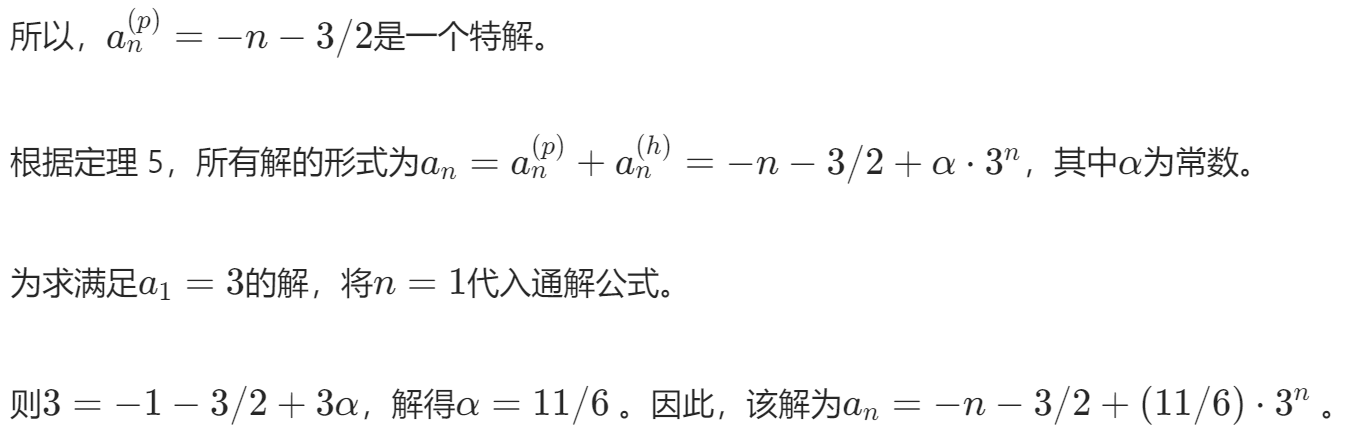 所以，$a_n^{(p)} = -n - 3/2$是一个特解。
根据定理 5，所有解的形式为$a_n = a_n^{(p)} + a_n^{(h)} = -n - 3/2 + \alpha \cdot 3^n$，其中$\alpha$为常数。
为求满足$a_1 = 3$的解，将$n = 1$代入通解公式。
则$3 = -1 - 3/2 + 3\alpha$，解得$\alpha = 11/6$ 。因此，该解为$a_n = -n - 3/2 + (11/6) \cdot 3^n$ 。